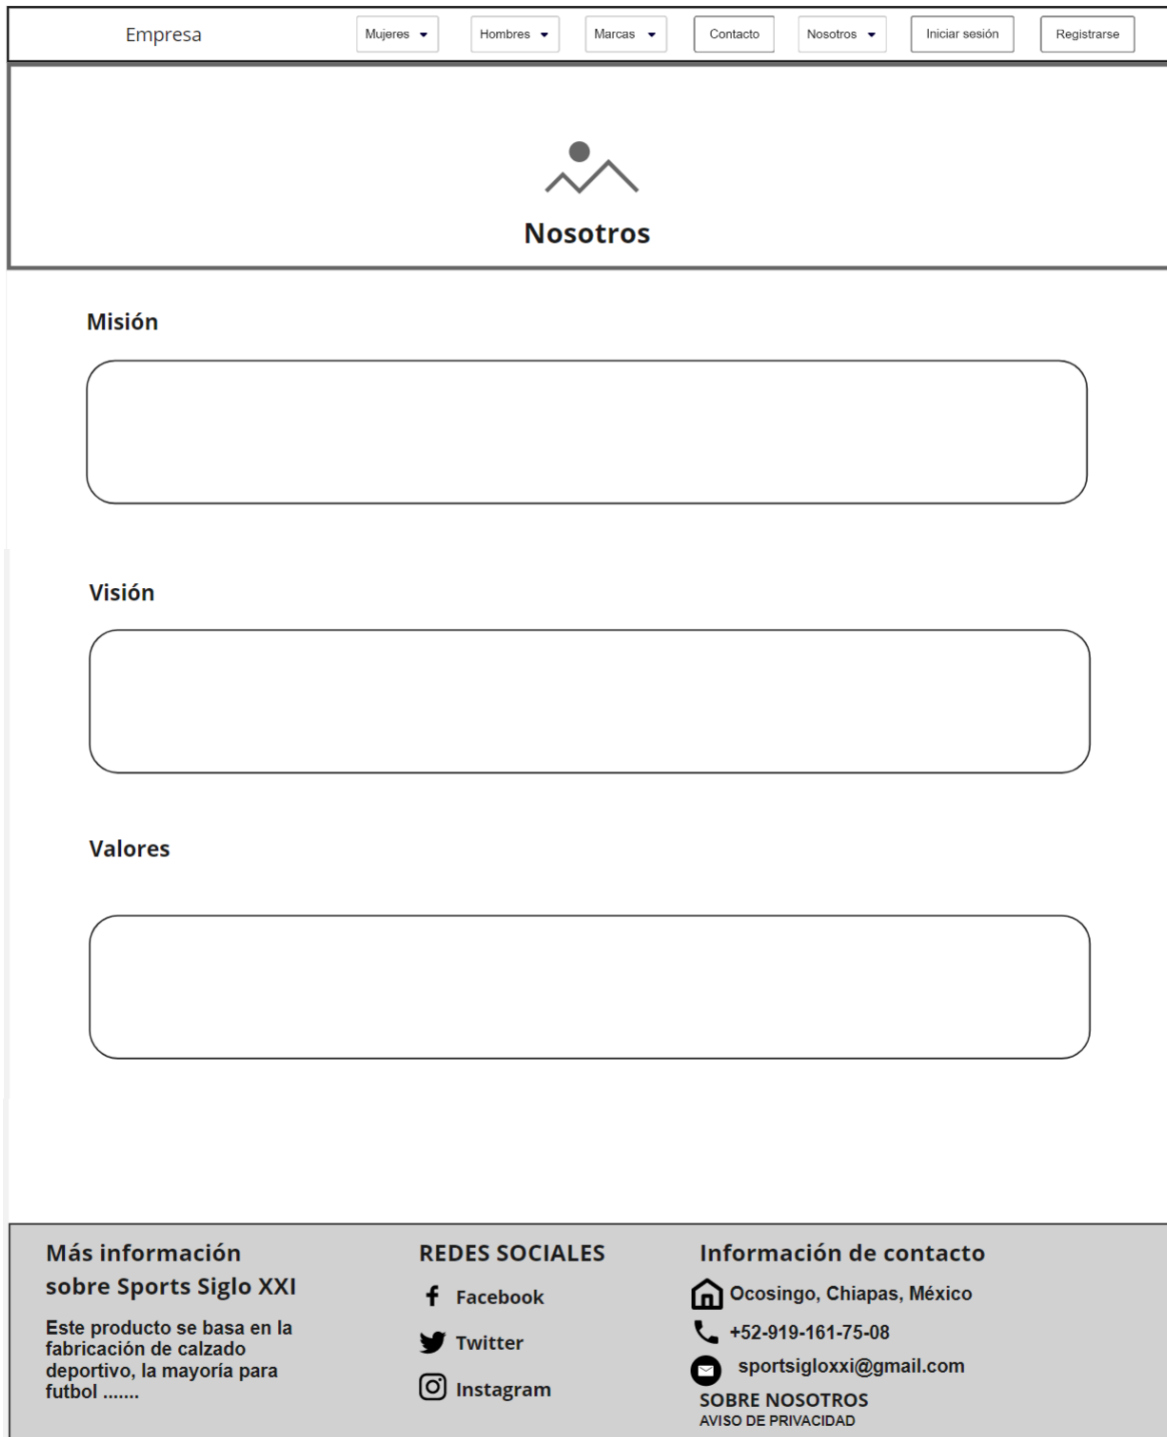 Empresa
Mujeres
Hombres
Marcas
Contacto
Nosotros
Iniciar sesión
Registrarse
Nosotros
Misión
Visión
Valores
Más información
sobre Sports Siglo XXI
Este producto se basa en la
fabricación de calzado
deportivo, la mayoría para
futbol .......
REDES SOCIALES
Facebook
Twitter
Instagram
Información de contacto
Ocosingo, Chiapas, México
+52-919-161-75-08
sportsigloxxi@gmail.com
SOBRE NOSOTROS
AVISO DE PRIVACIDAD